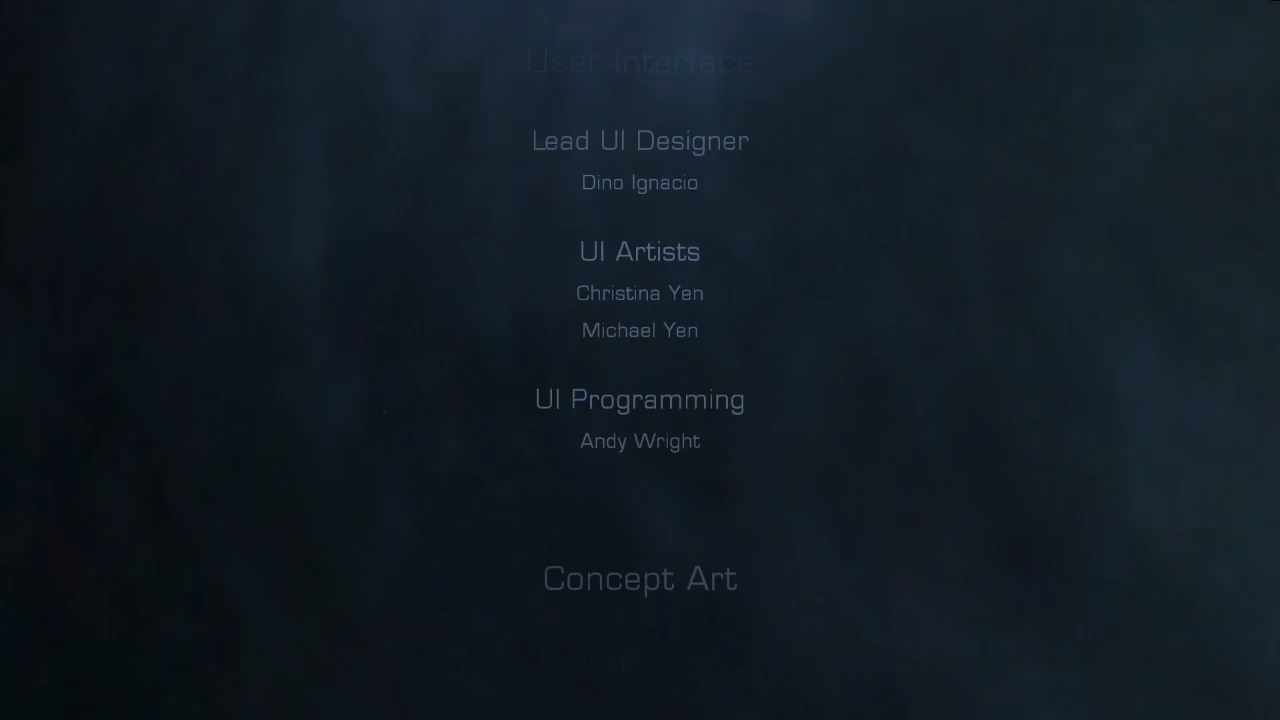 User Interface
Lead UI Designer
Dino Ignacio
UI Artists
Christina Yen
Michael Yen
UI Programming
Andy Wright
Concept Art